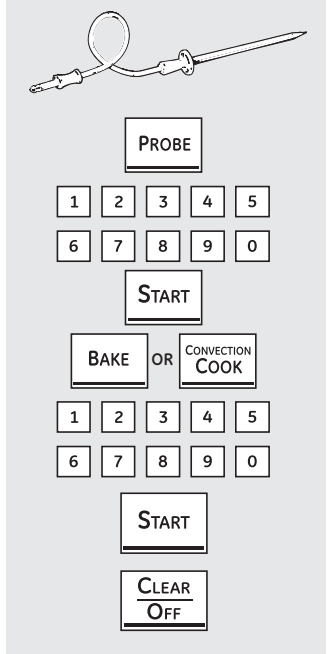 PROBE
1 2 3 4 5
6 7 8 9 0
START
BAKE OR CONVECTION COOK
1 2 3 4 5
6 7 8 9 0
START
CLEAR
OFF